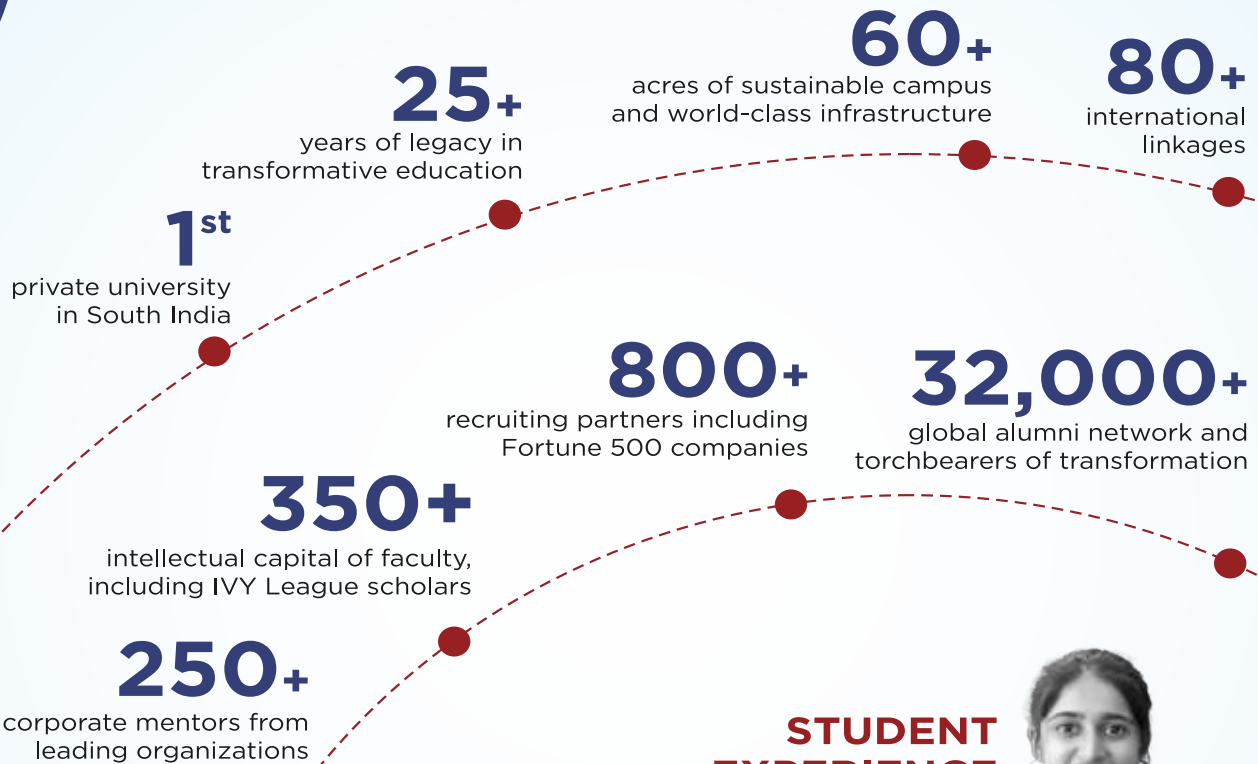 1st
private university
in South India
25+
years of legacy in
transformative education
60+
acres of sustainable campus
and world-class infrastructure
80+
international
linkages
250+
corporate mentors from
leading organizations
350+
intellectual capital of faculty,
including IVY League scholars
800+
recruiting partners including
Fortune 500 companies
32,000+
global alumni network and
torchbearers of transformation
STUDENT
EXPERIENCE